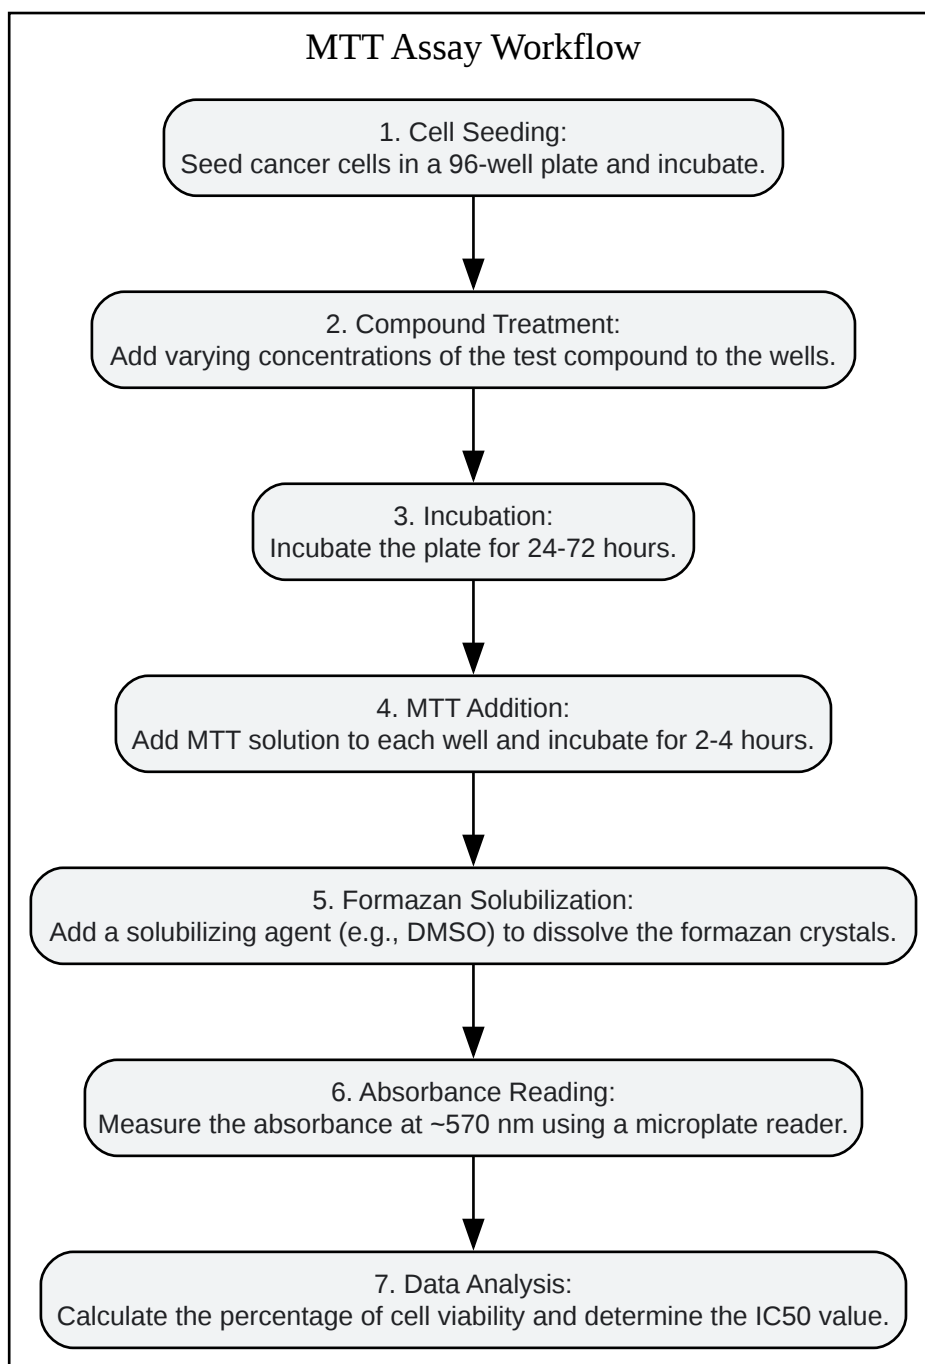 MTT Assay Workflow
1. Cell Seeding:
Seed cancer cells in a 96-well plate and incubate.
2. Compound Treatment:
Add varying concentrations of the test compound to the wells.
3. Incubation:
Incubate the plate for 24-72 hours.
4. MTT Addition:
Add MTT solution to each well and incubate for 2-4 hours.
5. Formazan Solubilization:
Add a solubilizing agent (e.g., DMSO) to dissolve the formazan crystals.
6. Absorbance Reading:
Measure the absorbance at ~570 nm using a microplate reader.
7. Data Analysis:
Calculate the percentage of cell viability and determine the IC50 value.